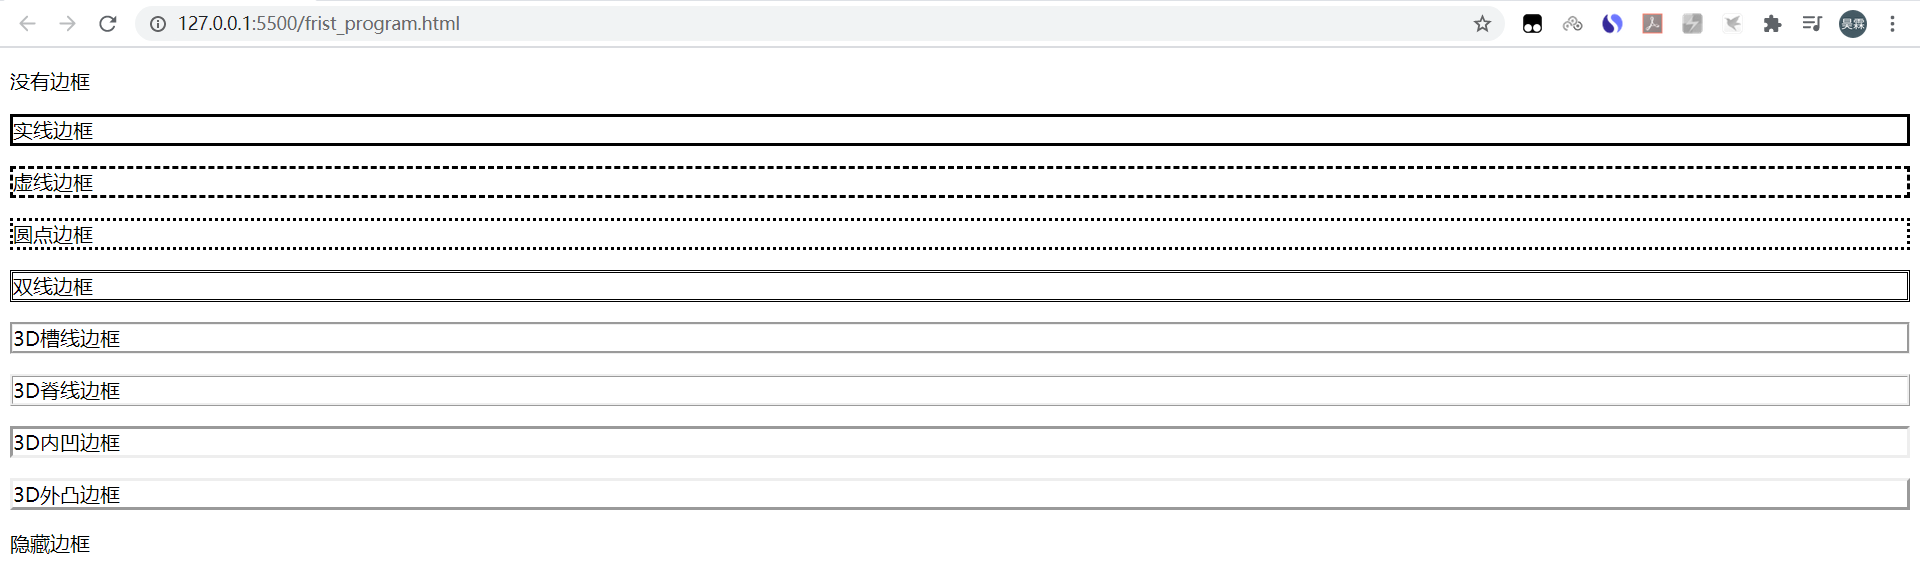 127.0.0.1:5500/frist_program.html
昊霖
没有边框
实线边框
虚线边框
圆点边框
双线边框
3D槽线边框
3D脊线边框
3D内凹边框
3D外凸边框
隐藏边框